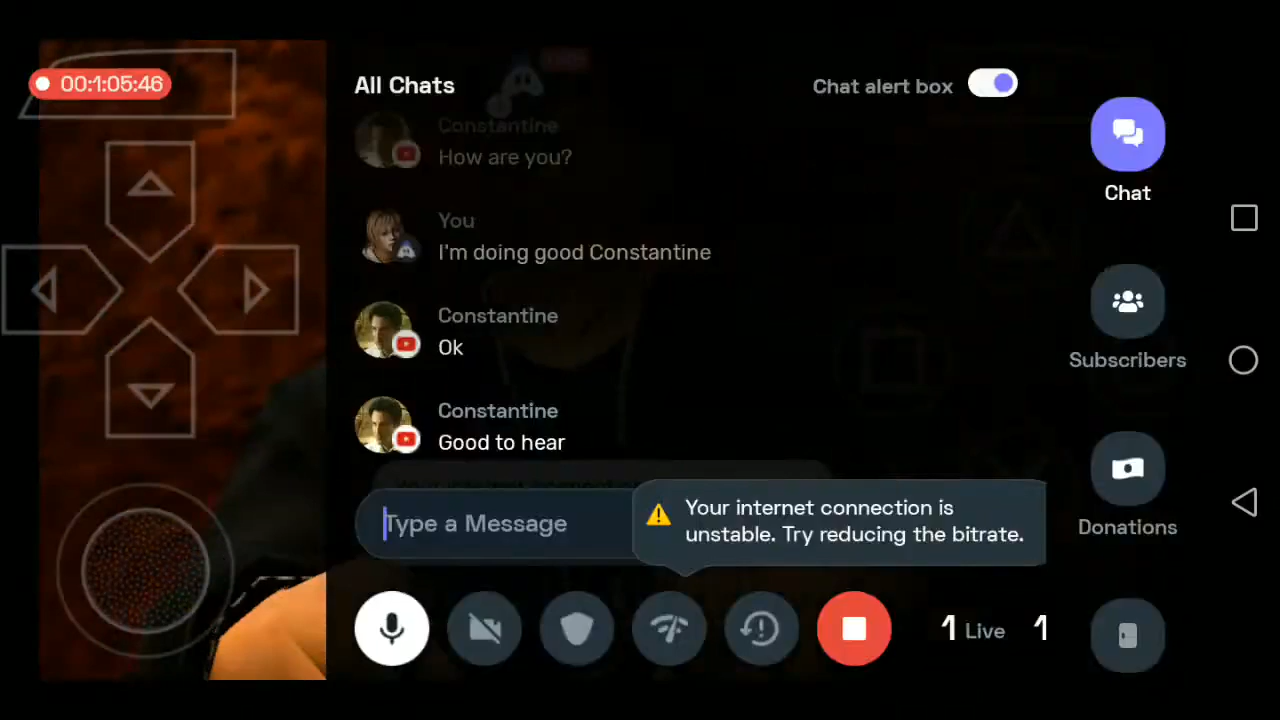 00:1:05:46
All Chats
Chat alert box
Constantine
How are you?
Chat
You
I'm doing good Constantine
Constantine
Ok
Subscribers
Constantine
Good to hear
Type a Message
Your internet connection is
unstable. Try reducing the bitrate.
Donations
1 Live 1